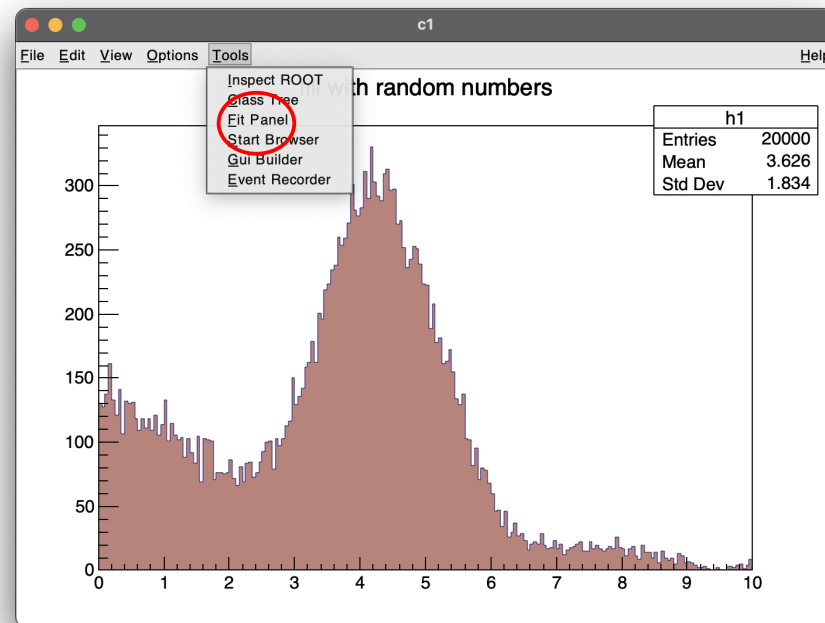 c1
File Edit View Options Tools Help
Inspect ROOT
Class Tree
Fit Panel
Start Browser
Gui Builder
Event Recorder
with random numbers
h1
Entries 20000
Mean 3.626
Std Dev 1.834
300
250
200
150
100
50
0
0 1 2 3 4 5 6 7 8 9 10